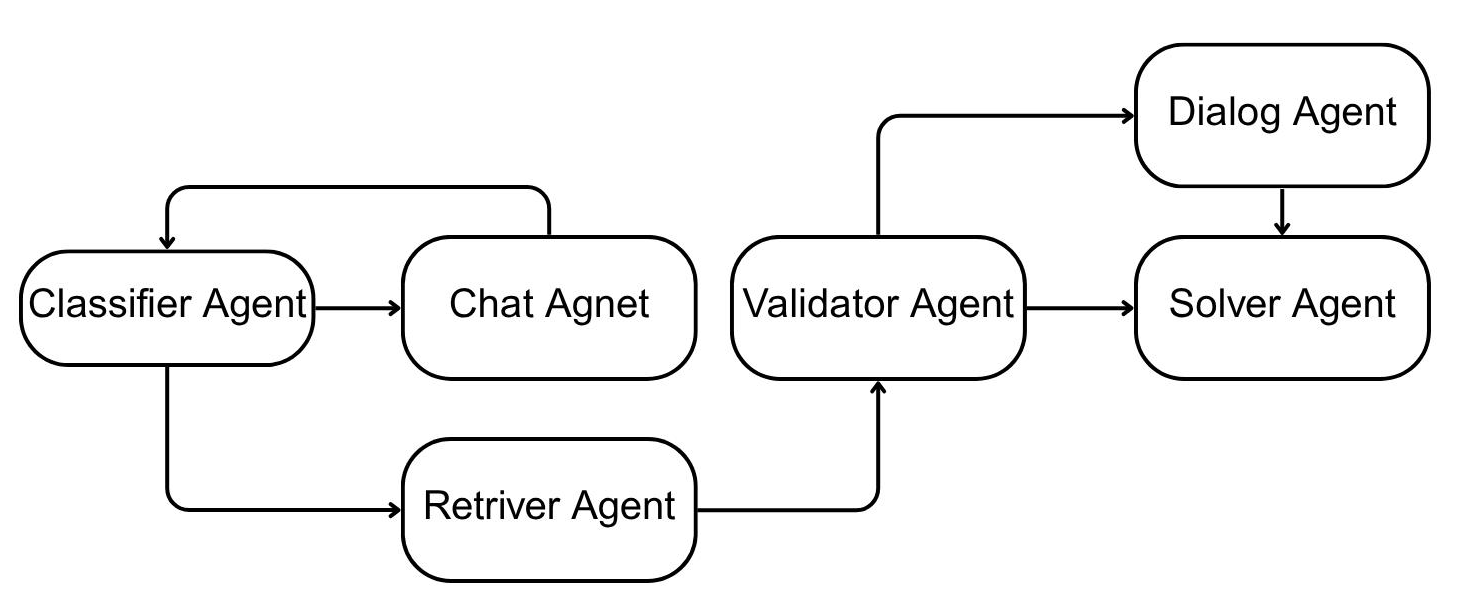 Dialog Agent
Classifier Agent
Chat Agnet
Validator Agent
Solver Agent
Retriver Agent